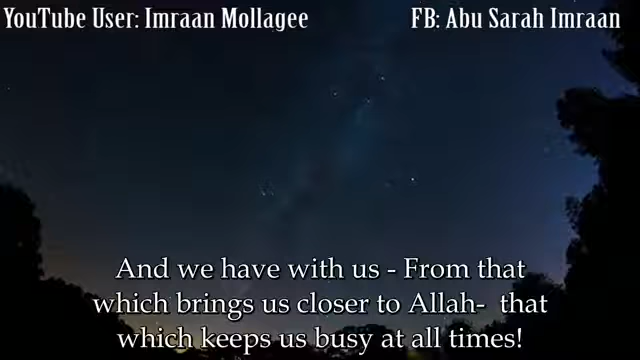 YouTube User: Imraan Mollagee
FB: Abu Sarah Imraan
And we have with us - From that
which brings us closer to Allah-  that
which keeps us busy at all times!